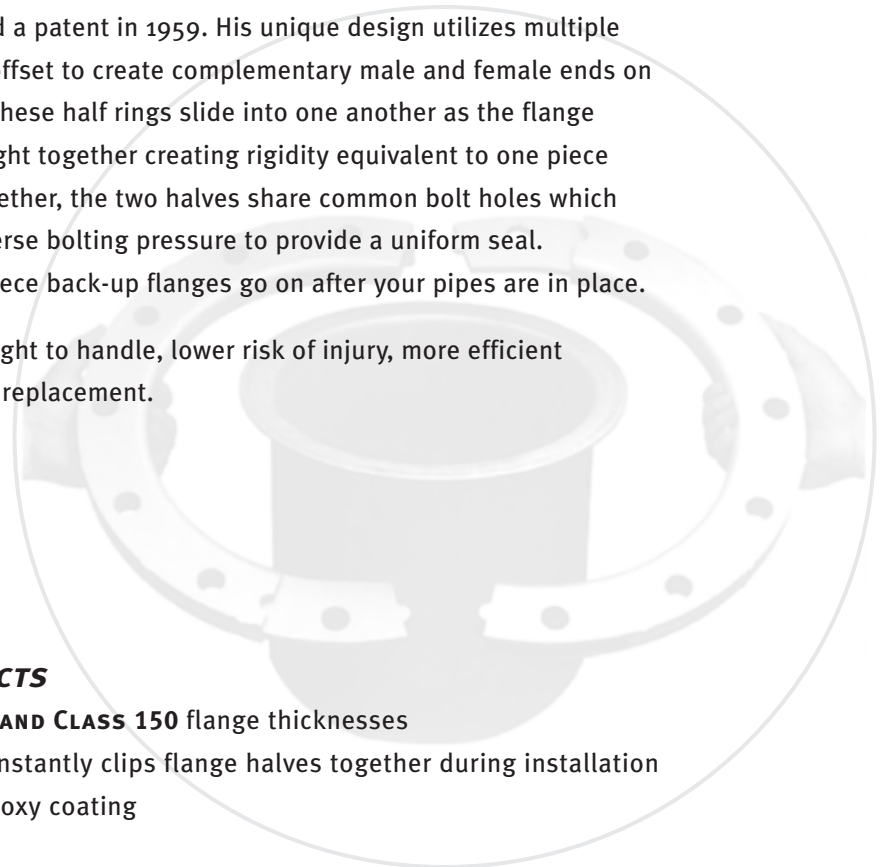 d a patent in 1959. His unique design utilizes multiple
offset to create complementary male and female ends on
hese half rings slide into one another as the flange
ght together creating rigidity equivalent to one piece
ether, the two halves share common bolt holes which
erse bolting pressure to provide a uniform seal.
ece back-up flanges go on after your pipes are in place.
ght to handle, lower risk of injury, more efficient
replacement.
CTS
AND CLASS 150 flange thicknesses
nstantly clips flange halves together during installation
oxy coating